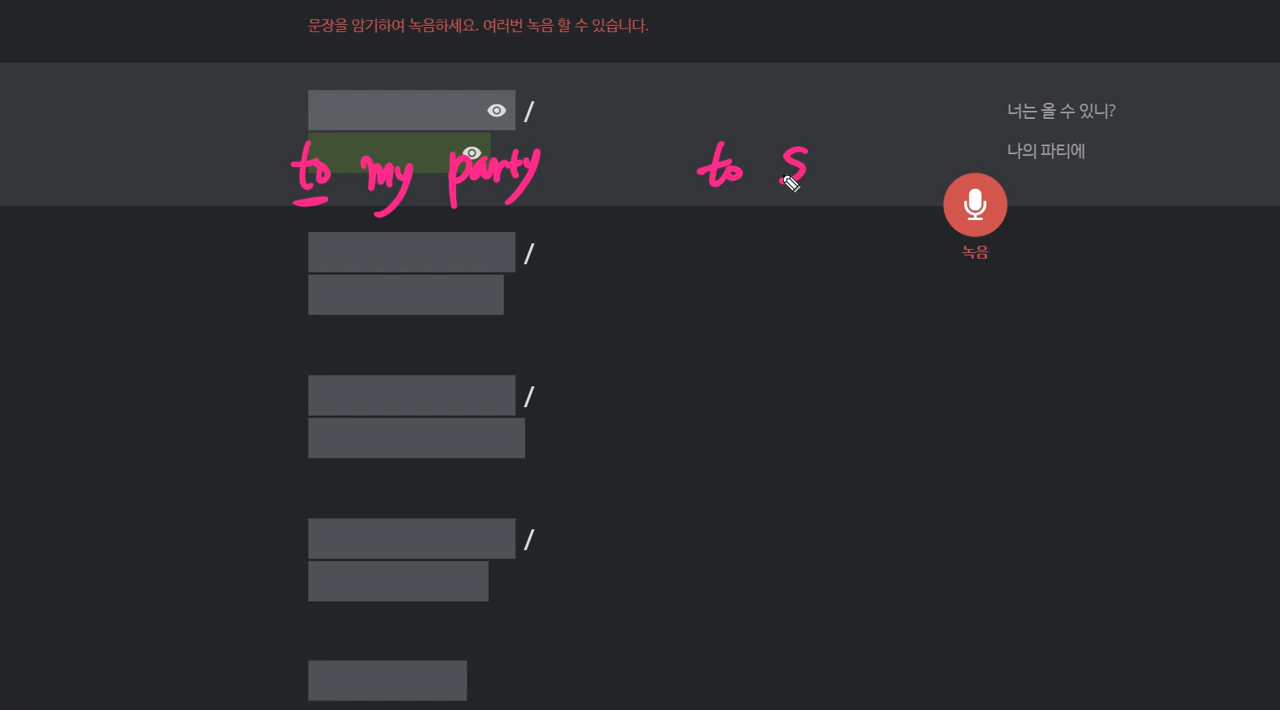 문장을 암기하여 녹음하세요. 여러번 녹음 할 수 있습니다.
/ 너는 올 수 있니?
to my party to s 나의 파티에
녹음
/
/
/